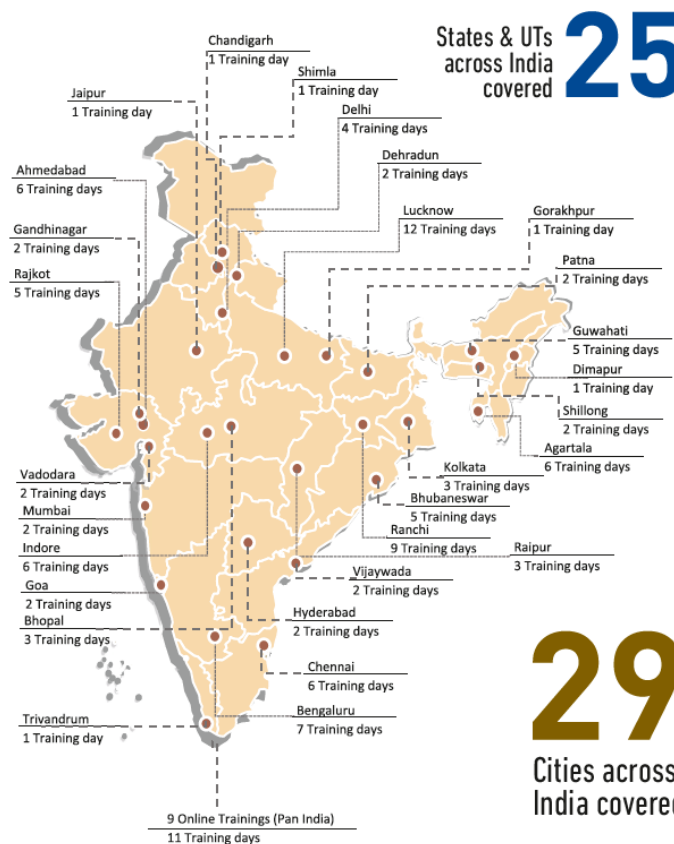 States & UTs
across India
covered
25
Chandigarh
1 Training day
Shimla
1 Training day
Jaipur
1 Training day
Delhi
4 Training days
Dehradun
2 Training days
Ahmedabad
6 Training days
Lucknow
12 Training days
Gorakhpur
1 Training day
Gandhinagar
2 Training days
Patna
2 Training days
Rajkot
5 Training days
Guwahati
5 Training days
Dimapur
1 Training day
Shillong
2 Training days
Agartala
6 Training days
Kolkata
3 Training days
Vadodara
2 Training days
Bhubaneswar
5 Training days
Mumbai
2 Training days
Ranchi
9 Training days
Indore
6 Training days
Raipur
3 Training days
Vijaywada
2 Training days
Goa
2 Training days
Hyderabad
2 Training days
Bhopal
3 Training days
Chennai
6 Training days
Bengaluru
7 Training days
Trivandrum
1 Training day
9 Online Trainings (Pan India)
11 Training days
29
Cities across
India covered